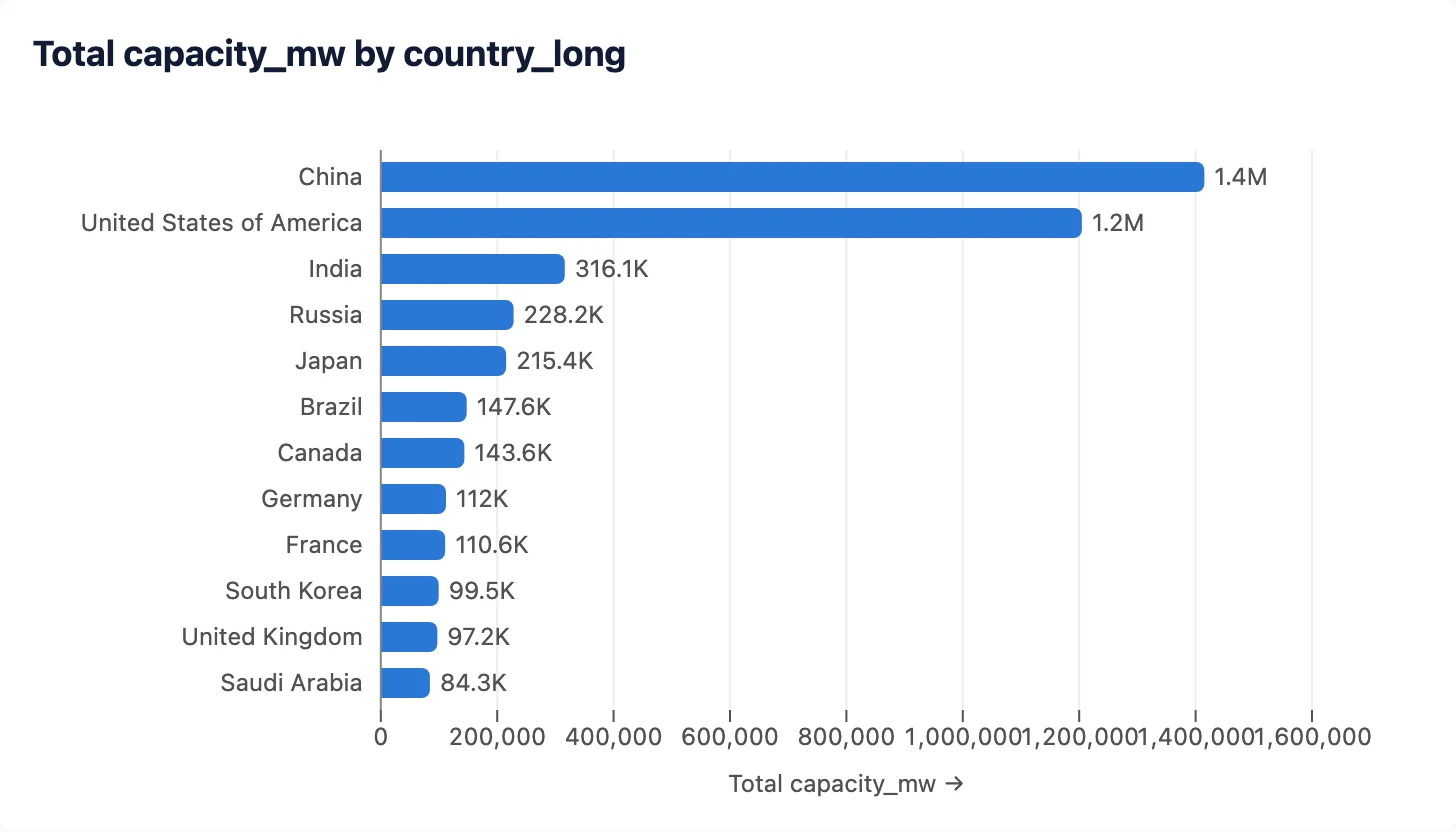 Total capacity_mw by country_long
China 1.4M
United States of America 1.2M
India 316.1K
Russia 228.2K
Japan 215.4K
Brazil 147.6K
Canada 143.6K
Germany 112K
France 110.6K
South Korea 99.5K
United Kingdom 97.2K
Saudi Arabia 84.3K
0 200,000 400,000 600,000 800,000 1,000,000 1,200,000 1,400,000 1,600,000
Total capacity_mw →